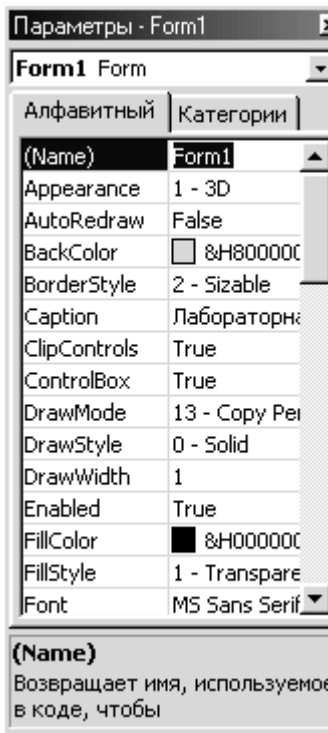 Параметры - Form1
Form1 Form
Алфавитный Категории
(Name) Form1
Appearance 1 - 3D
AutoRedraw False
BackColor &H800000
BorderStyle 2 - Sizable
Caption Лабораторна
ClipControls True
ControlBox True
DrawMode 13 - Copy Pe
DrawStyle 0 - Solid
DrawWidth 1
Enabled True
FillColor &H000000
FillStyle 1 - Transpare
Font MS Sans Serif
(Name)
Возвращает имя, используемое
в коде, чтобы